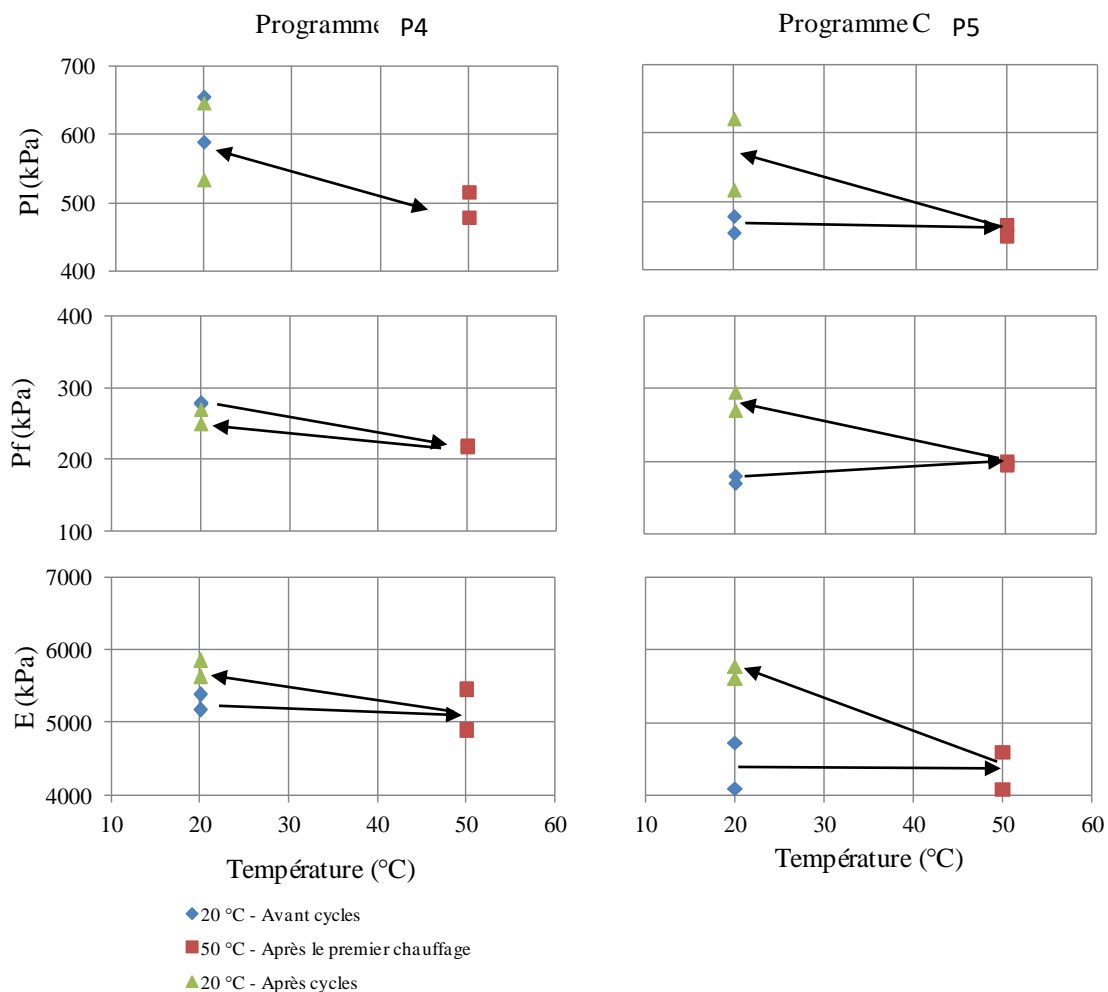 Programme P4
Programme C P5
Pl (kPa)
700
600
500
400
Pf (kPa)
400
300
200
100
E (kPa)
7000
6000
5000
4000
10 20 30 40 50 60
10 20 30 40 50 60
Température (°C)
Température (°C)
20 °C - Avant cycles
50 °C - Après le premier chauffage
20 °C - Après cycles